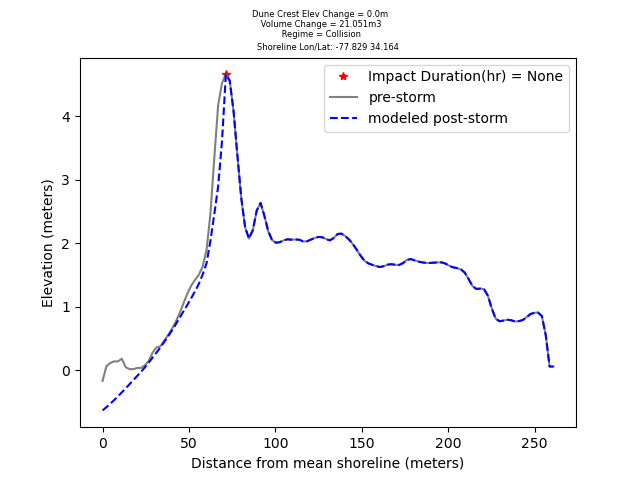 Dune Crest Elev Change = 0.0m
Volume Change = 21.051m3
Regime = Collision
Shoreline Lon/Lat: -77.829 34.164
Impact Duration(hr) = None
pre-storm
modeled post-storm
Elevation (meters)
4
3
2
1
0
0 50 100 150 200 250
Distance from mean shoreline (meters)